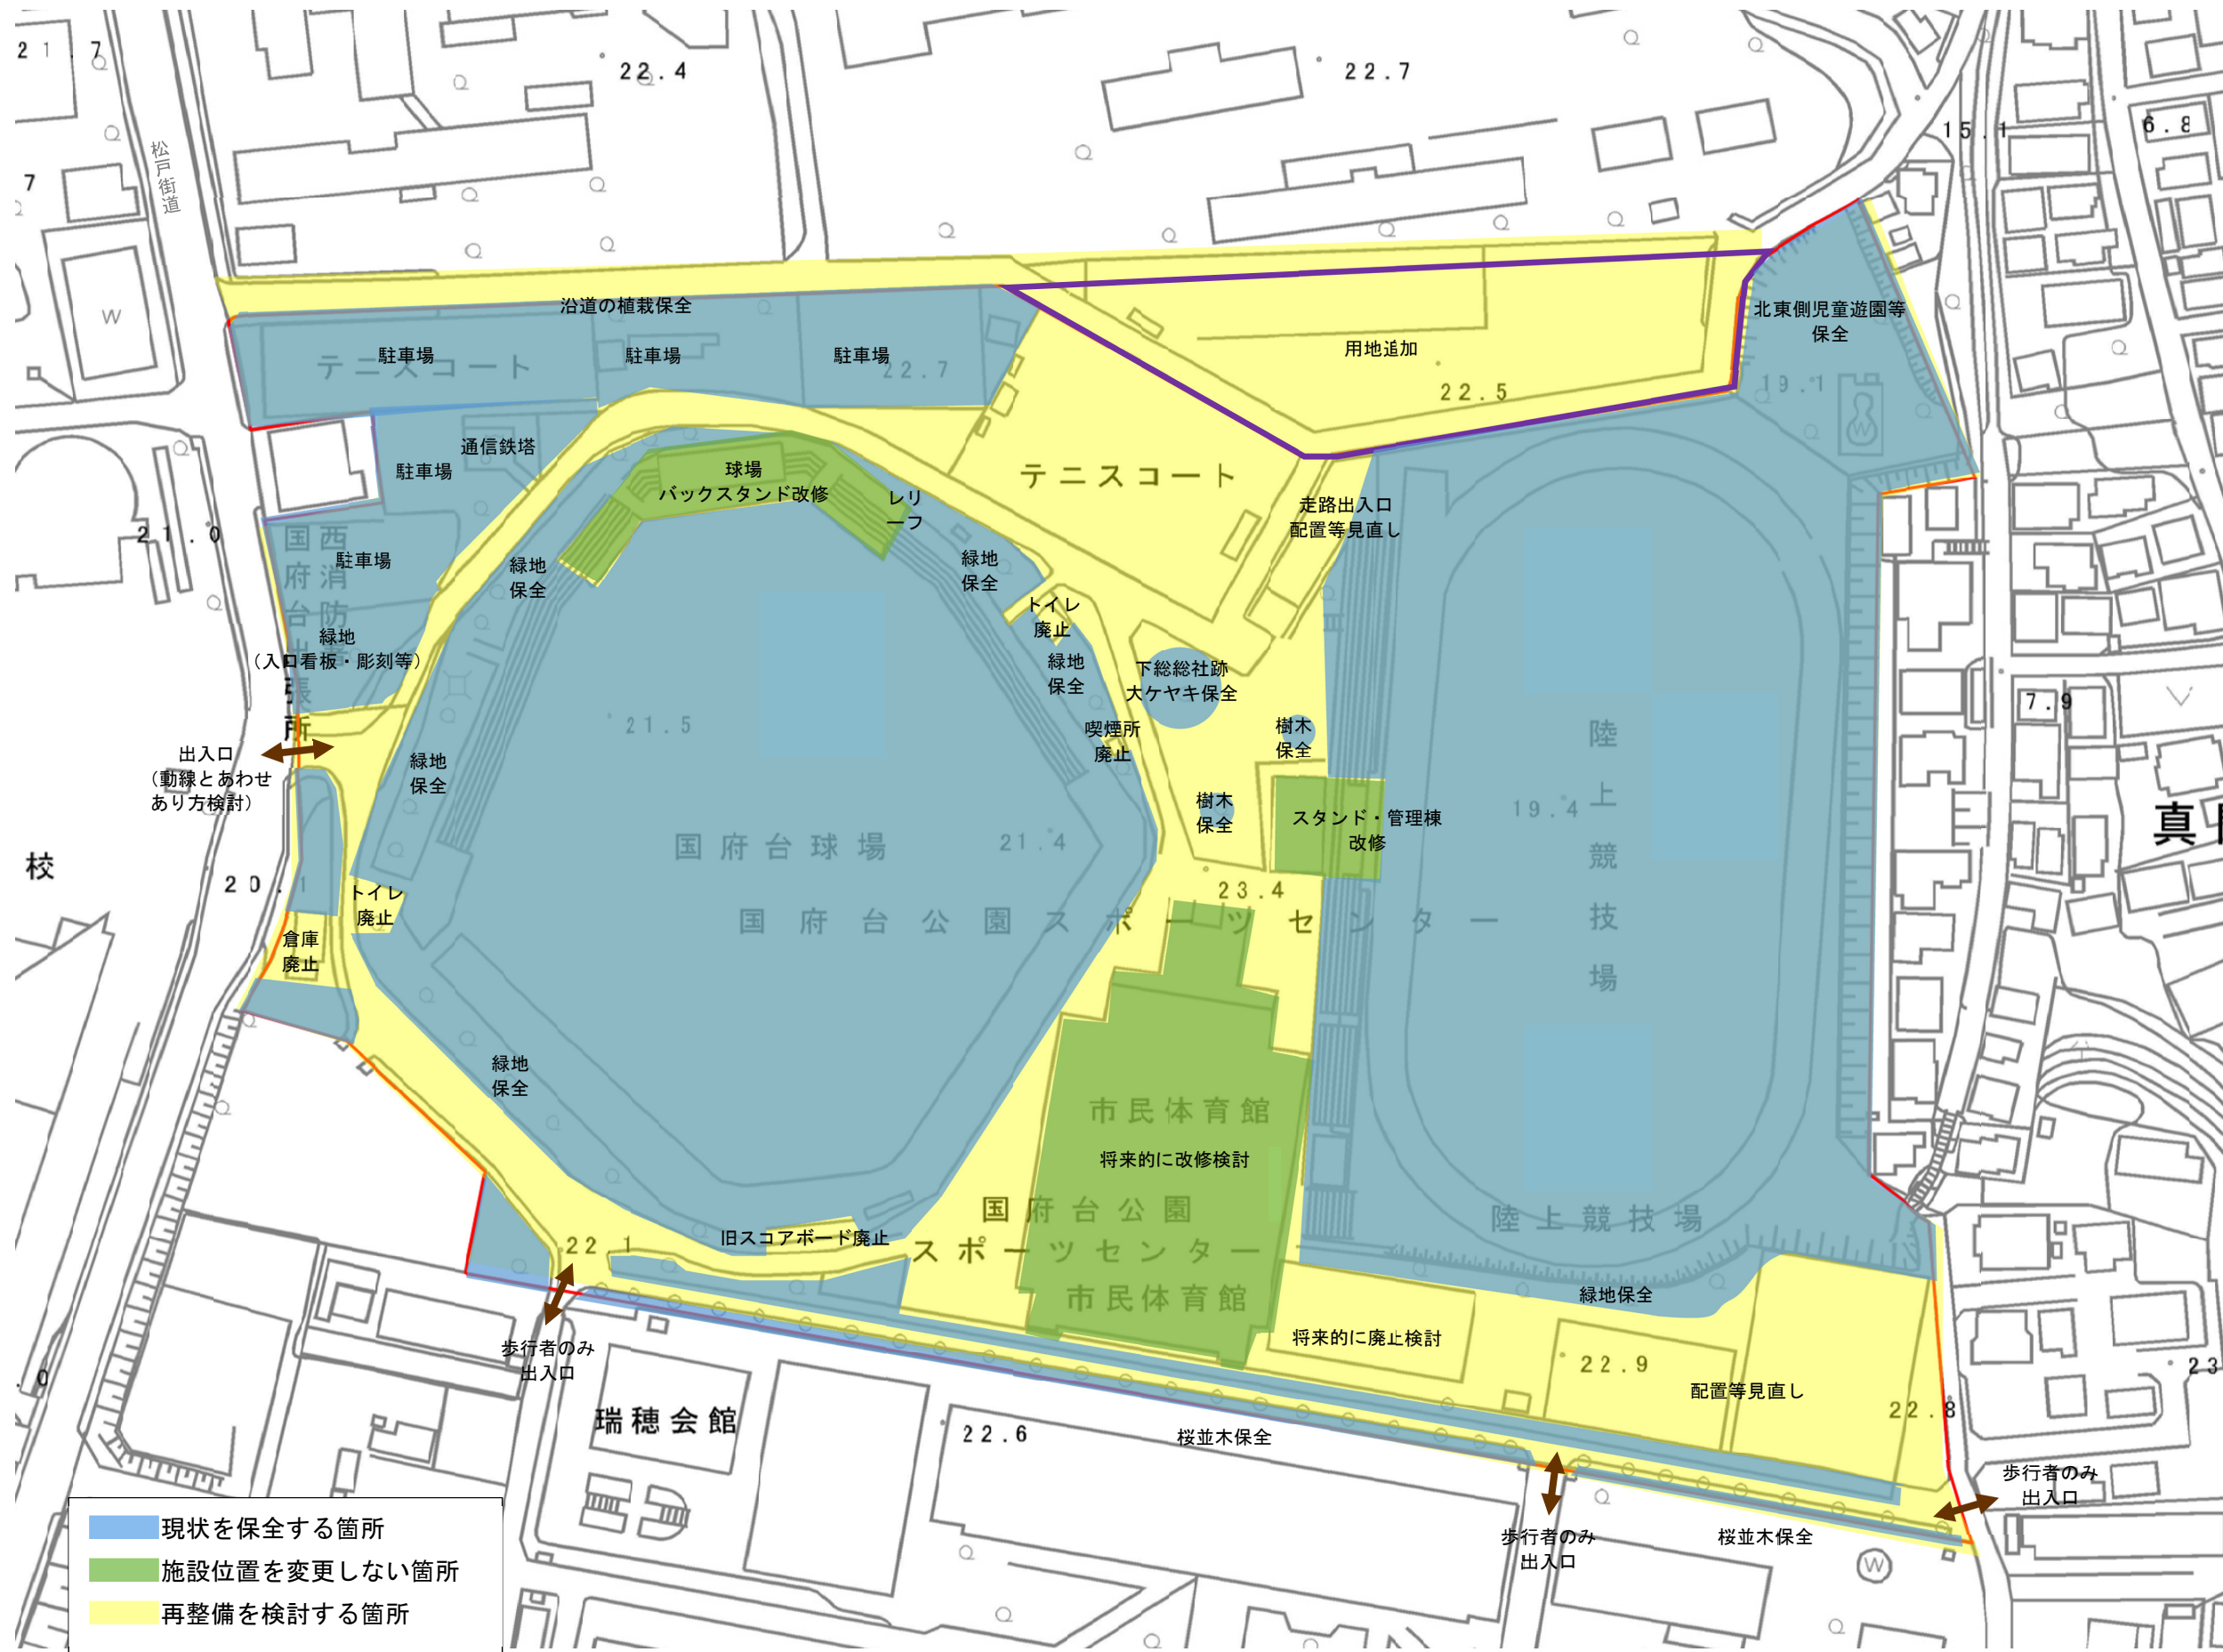 21.7
22.4
22.7
15.1
6.8
7
松戸街道
W
沿道の植栽保全
駐車場
駐車場
駐車場
テニスコート
22.7
用地追加
22.5
北東側児童遊園等
保全
19.1
W
通信鉄塔
駐車場
球場
バックスタンド改修
レリ
ーフ
テニスコート
走路出入口
配置等見直し
21.0
国府台出張所
西消防署
駐車場
緑地
保全
緑地
保全
トイレ
廃止
緑地
（入口看板・彫刻等）
緑地
保全
下総総社跡
大ケヤキ保全
21.5
喫煙所
廃止
樹木
保全
7.9
出入口
（動線とあわせ
あり方検討）
緑地
保全
樹木
保全
スタンド・管理棟
改修
19.4
陸上競技場
国府台球場
21.4
真
校
20.1
トイレ
廃止
23.4
国府台公園スポーツセンター
倉庫
廃止
緑地
保全
市民体育館
将来的に改修検討
国府台公園
スポーツセンター
市民体育館
陸上競技場
22.1
旧スコアボード廃止
緑地保全
将来的に廃止検討
22.9
配置等見直し
22.8
23
.0
歩行者のみ
出入口
瑞穂会館
22.6
桜並木保全
歩行者のみ
出入口
歩行者のみ
出入口
桜並木保全
W
現状を保全する箇所
施設位置を変更しない箇所
再整備を検討する箇所